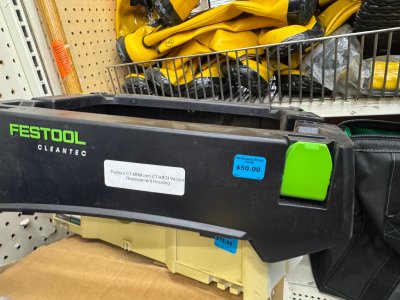 FESTOOL
CLEANTEC
Festool CT-MINI and CT-MIDI Vacuum
Replacement Housing
$50.00